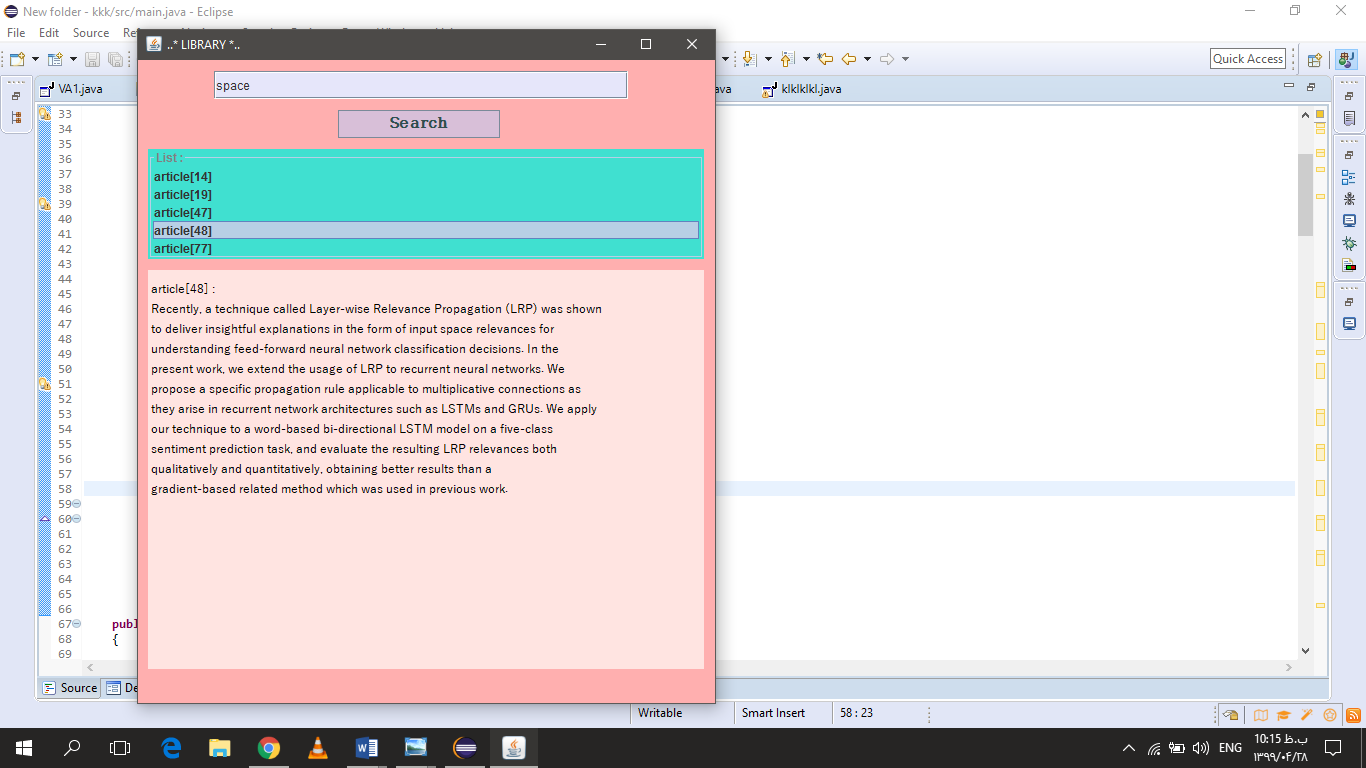 New folder - kkk/src/main.java - Eclipse
File Edit Source
..* LIBRARY *..
Quick Access
VA1.java
klklklkl.java
space
Search
List :
article[14]
article[19]
article[47]
article[48]
article[77]
article[48] :
Recently, a technique called Layer-wise Relevance Propagation (LRP) was shown
to deliver insightful explanations in the form of input space relevances for
understanding feed-forward neural network classification decisions. In the
present work, we extend the usage of LRP to recurrent neural networks. We
propose a specific propagation rule applicable to multiplicative connections as
they arise in recurrent network architectures such as LSTMs and GRUs. We apply
our technique to a word-based bi-directional LSTM model on a five-class
sentiment prediction task, and evaluate the resulting LRP relevances both
qualitatively and quantitatively, obtaining better results than a
gradient-based related method which was used in previous work.
33
34
35
36
37
38
39
40
41
42
43
44
45
46
47
48
49
50
51
52
53
54
55
56
57
58
59
60
61
62
63
64
65
66
67 publ
68 {
69
Source De
Writable Smart Insert 58 : 23
ENG
10:15 ب.ظ
۱۳۹۹/۰۴/۲۸